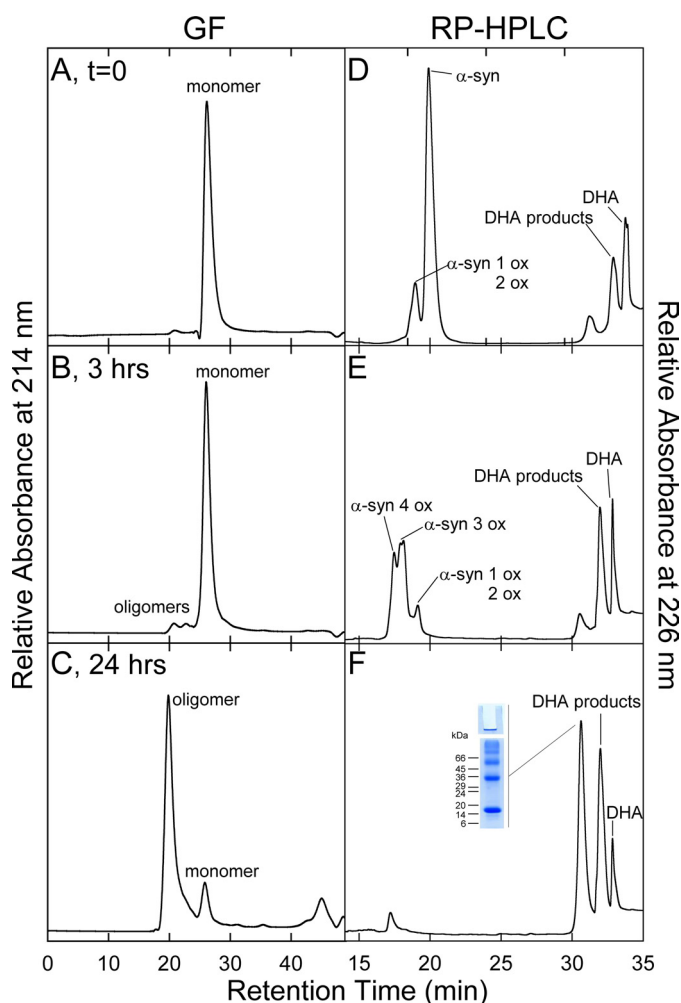 GF
RP-HPLC
A, t=0
monomer
D
α-syn
DHA
DHA products
α-syn 1 ox
2 ox
B, 3 hrs
monomer
oligomers
E
DHA
DHA products
α-syn 4 ox
α-syn 3 ox
α-syn 1 ox
2 ox
C, 24 hrs
oligomer
monomer
F
DHA products
DHA
kDa
66
45
36
29
24
20
14
6
0 10 20 30 40
15 20 25 30 35
Retention Time (min)
Relative Absorbance at 214 nm
Relative Absorbance at 226 nm